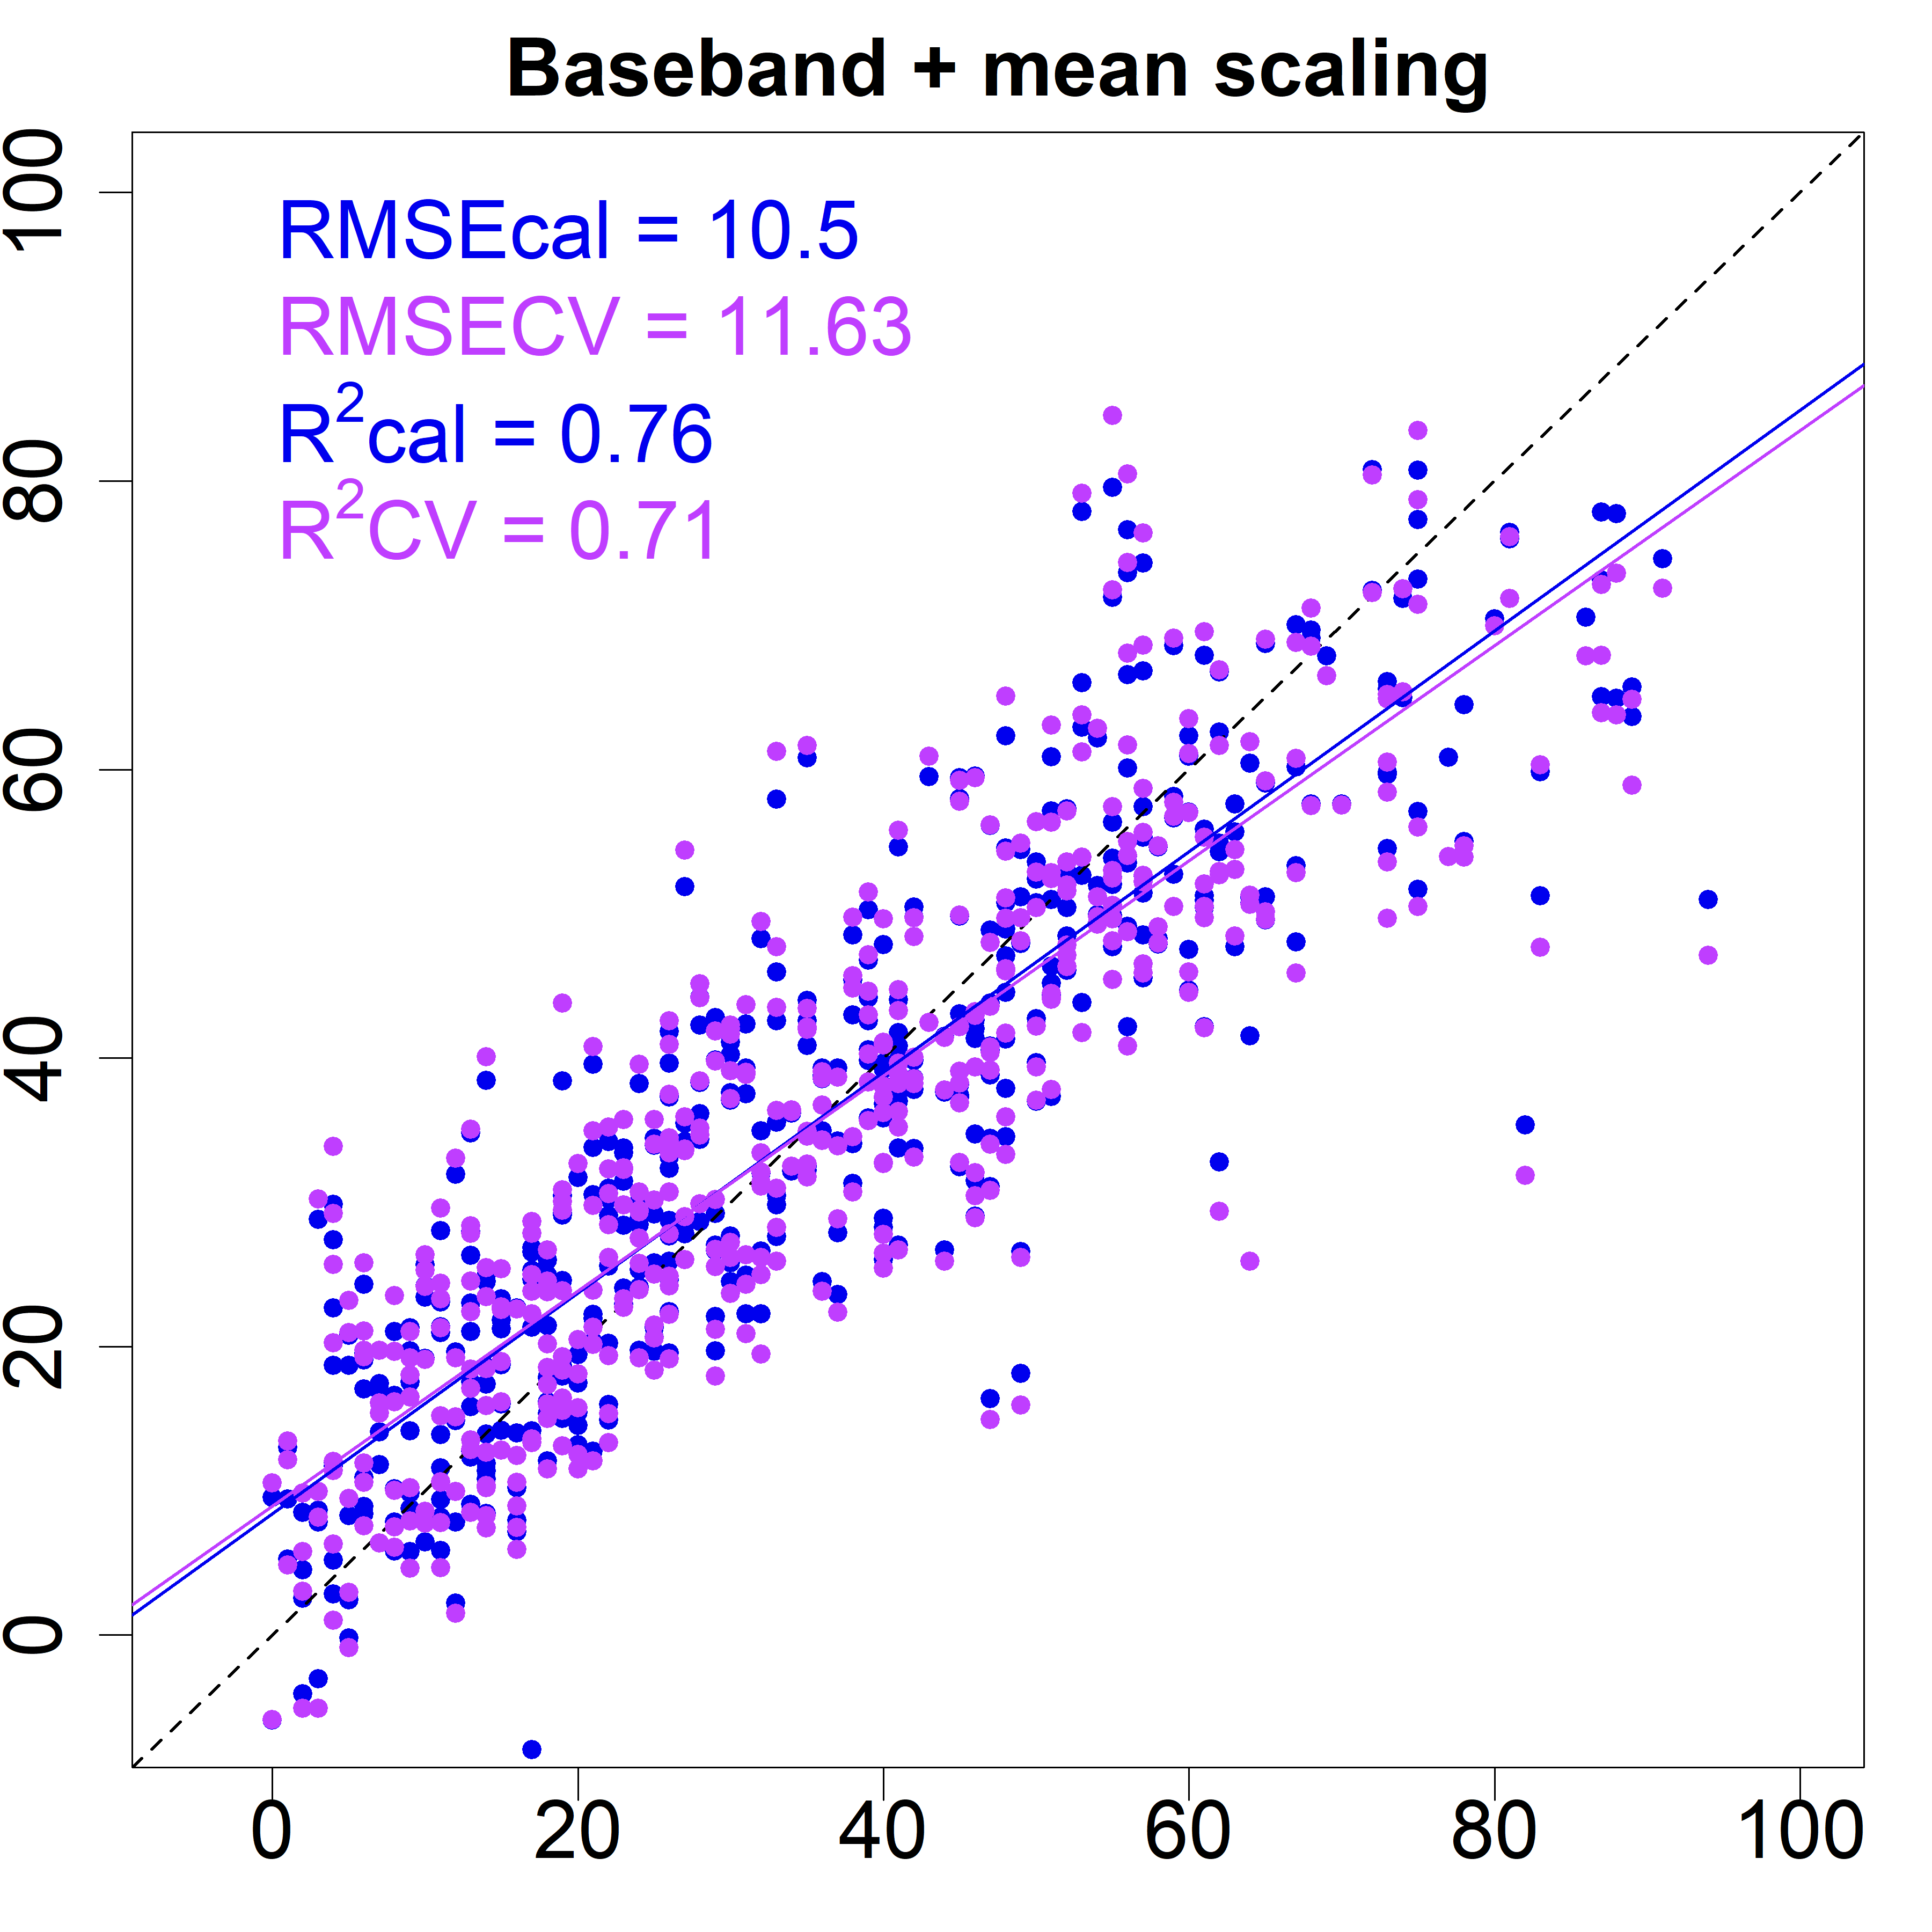 Baseband + mean scaling
RMSEcal = 10.5
RMSECV = 11.63
R²cal = 0.76
R²CV = 0.71
100
80
60
40
20
0
0 20 40 60 80 100